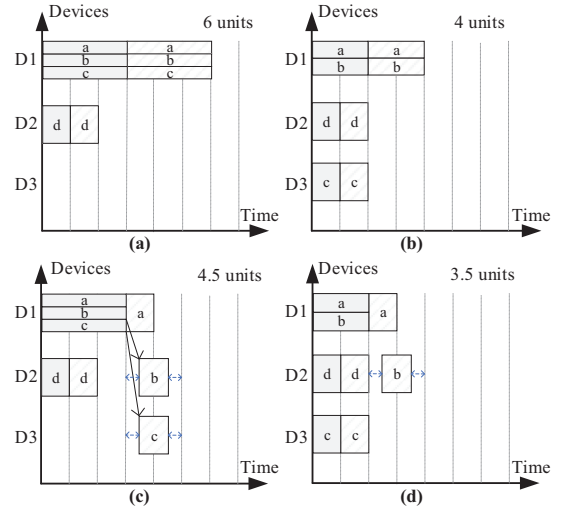 Devices 6 units
D1 a a
b b
c c
D2 d d
D3
Time
(a)
Devices 4 units
D1 a a
b b
D2 d d
D3 c c
Time
(b)
Devices 4.5 units
D1 a a
b
c
D2 d d b
D3 c
Time
(c)
Devices 3.5 units
D1 a a
b
D2 d d b
D3 c c
Time
(d)